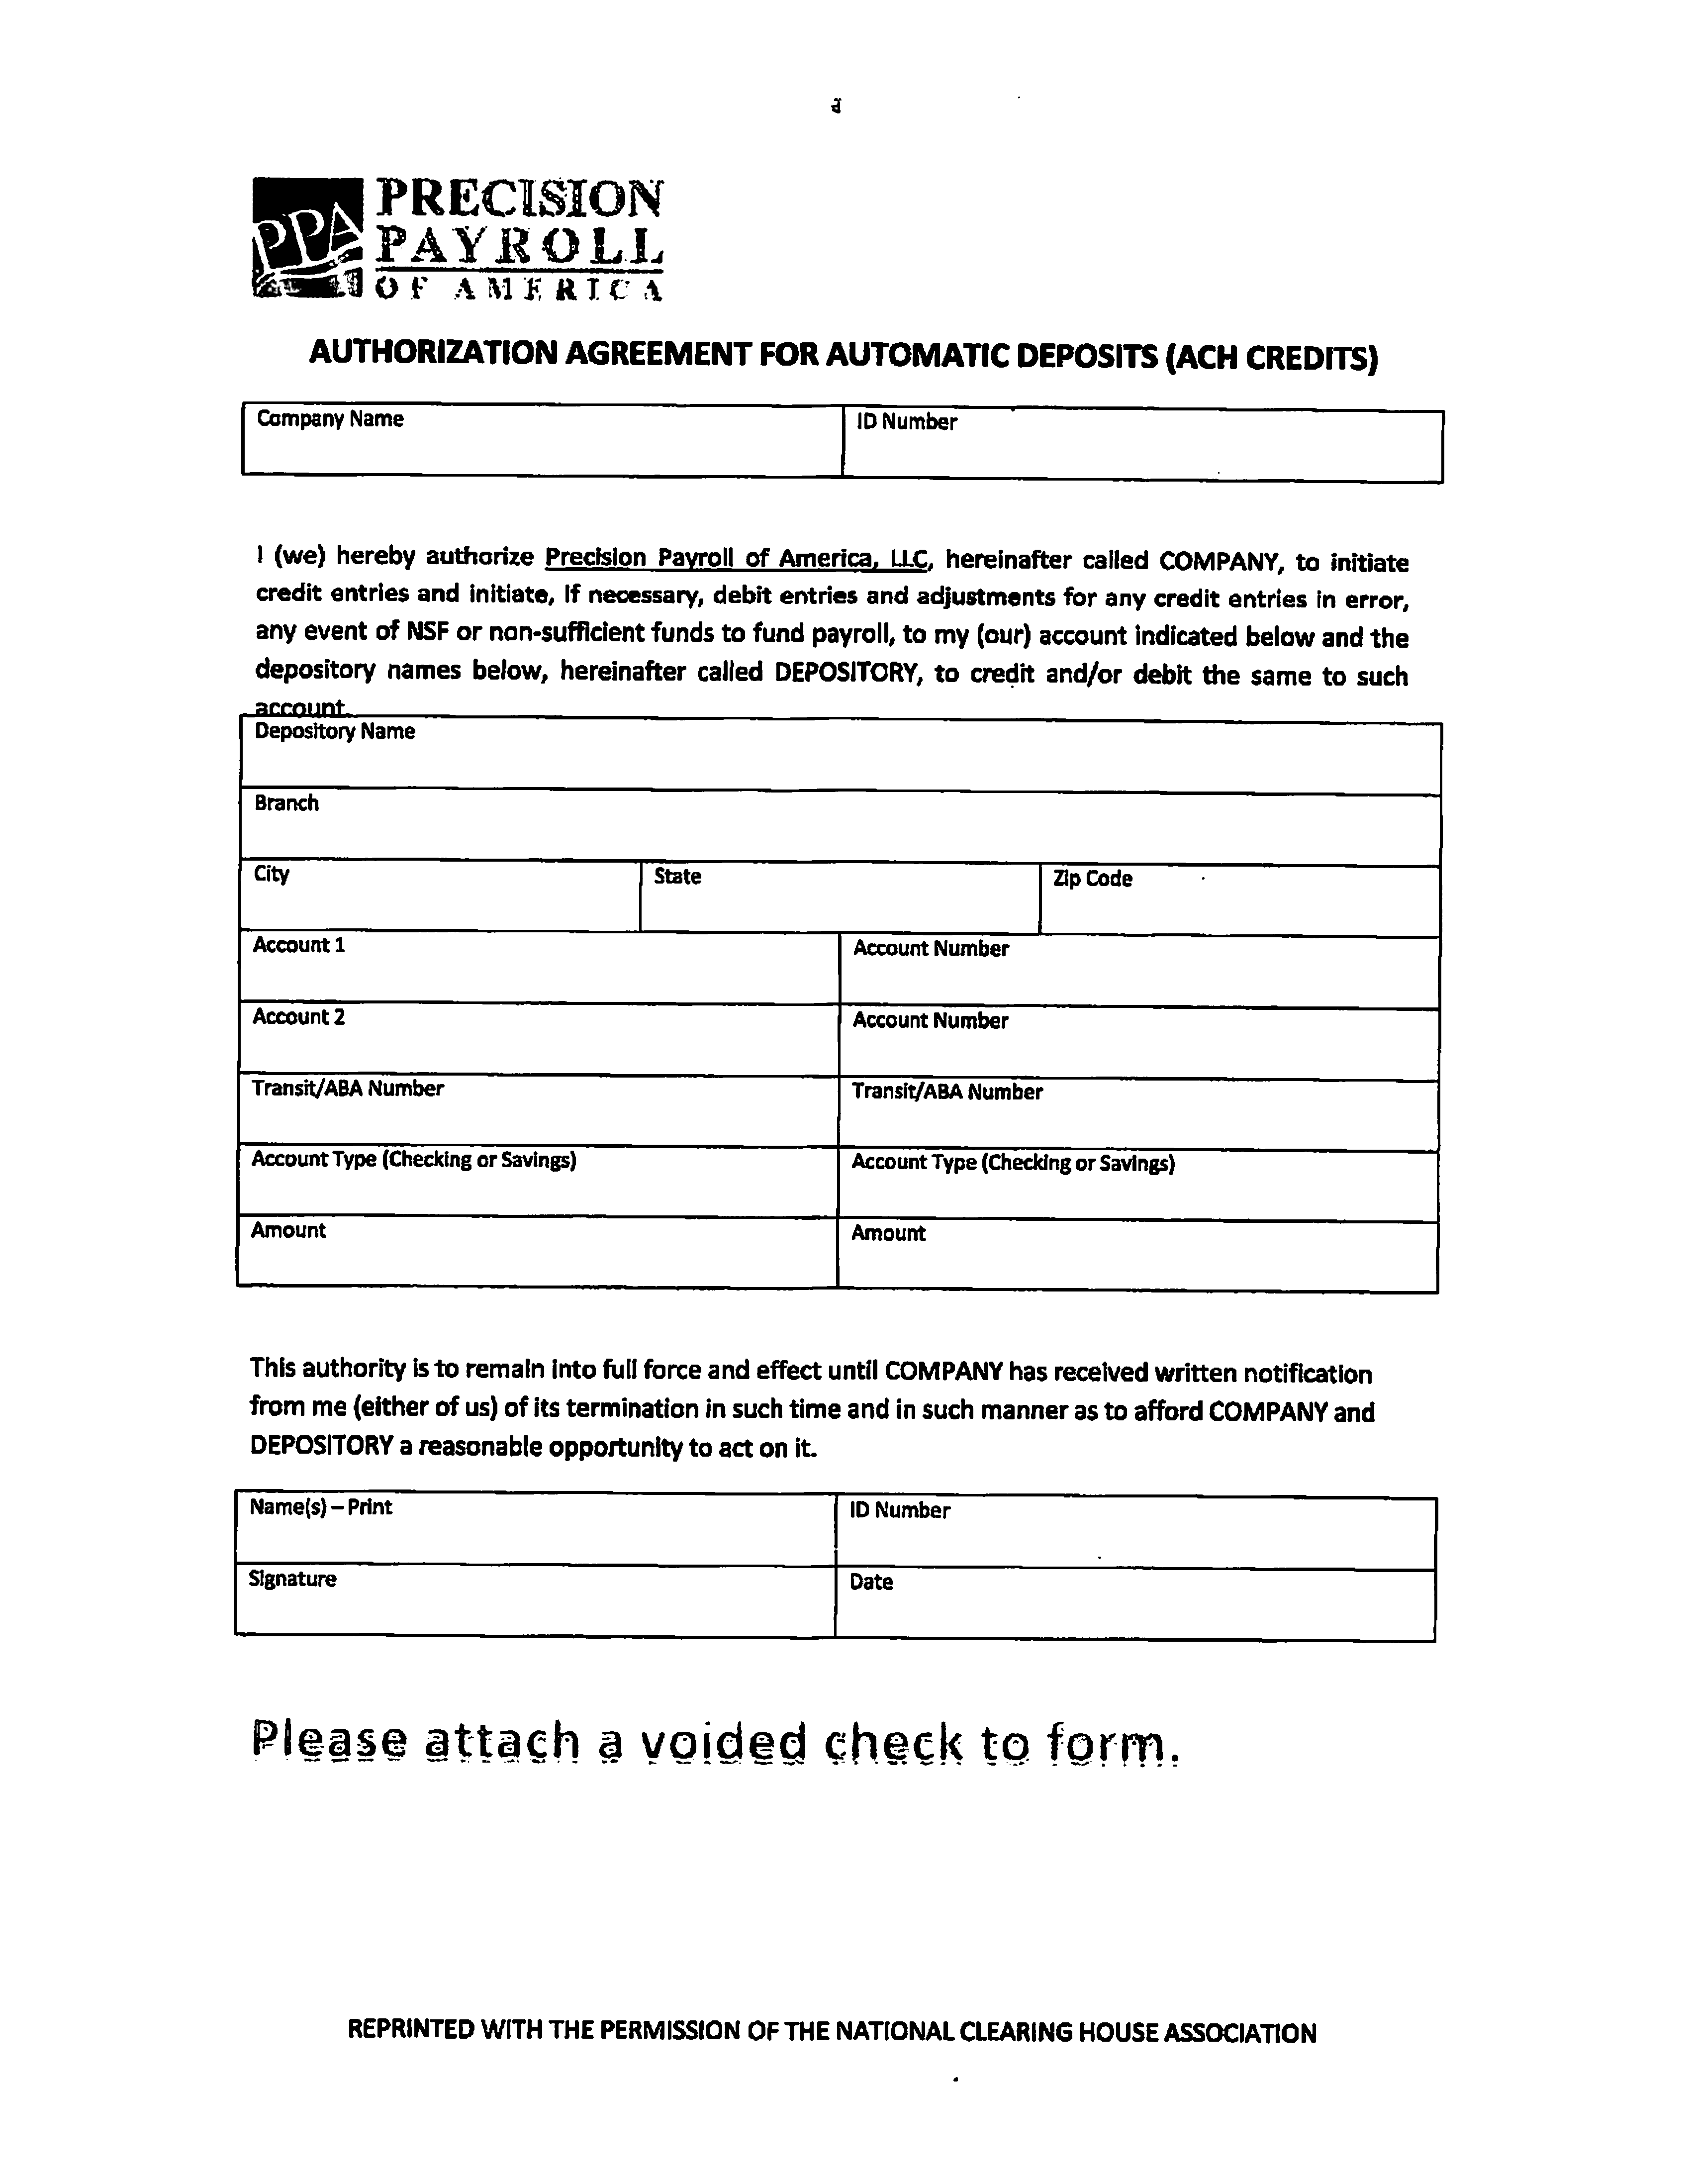 PPA
PRECISION
PAYROLL
OF AMERICA
AUTHORIZATION AGREEMENT FOR AUTOMATIC DEPOSITS (ACH CREDITS)
Company Name
ID Number
I (we) hereby authorize Precision Payroll of America, LLC, hereinafter called COMPANY, to initiate
credit entries and initiate, if necessary, debit entries and adjustments for any credit entries in error,
any event of NSF or non-sufficient funds to fund payroll, to my (our) account indicated below and the
depository names below, hereinafter called DEPOSITORY, to credit and/or debit the same to such
account.
Depository Name
Branch
City
State
Zip Code
Account 1
Account Number
Account 2
Account Number
Transit/ABA Number
Transit/ABA Number
Account Type (Checking or Savings)
Account Type (Checking or Savings)
Amount
Amount
This authority is to remain into full force and effect until COMPANY has received written notification
from me (either of us) of its termination in such time and in such manner as to afford COMPANY and
DEPOSITORY a reasonable opportunity to act on it.
Name(s) – Print
ID Number
Signature
Date
Please attach a voided check to form.
REPRINTED WITH THE PERMISSION OF THE NATIONAL CLEARING HOUSE ASSOCIATION